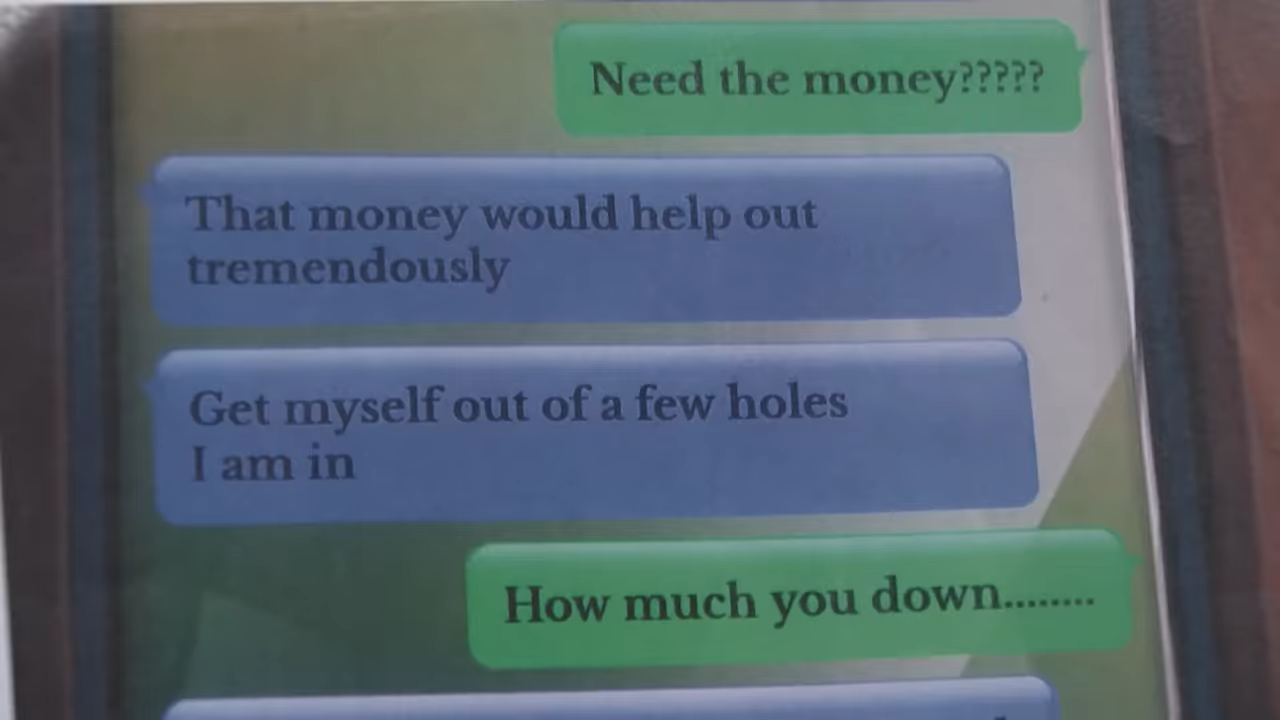 Need the money?????
That money would help out
tremendously
Get myself out of a few holes
I am in
How much you down........